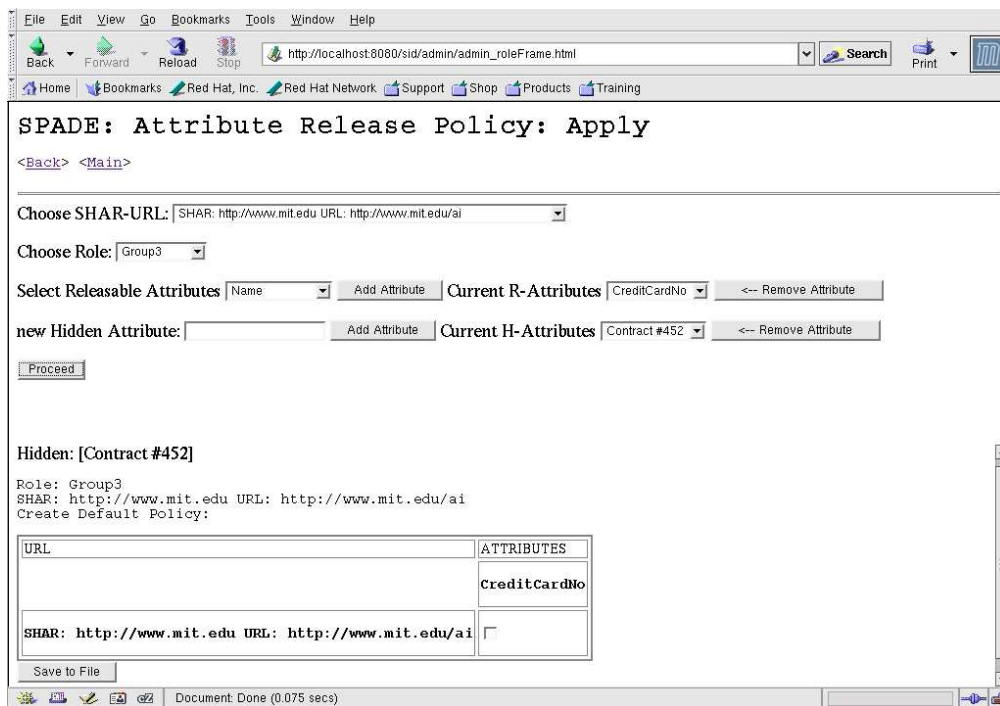 File Edit View Go Bookmarks Tools Window Help
Back Forward Reload Stop http://localhost:8080/sid/admin/admin_roleFrame.html Search Print
Home Bookmarks Red Hat, Inc. Red Hat Network Support Shop Products Training
SPADE: Attribute Release Policy: Apply
<Back> <Main>
Choose SHAR-URL: SHAR: http://www.mit.edu URL: http://www.mit.edu/ai
Choose Role: Group3
Select Releasable Attributes Name Add Attribute Current R-Attributes CreditCardNo <-- Remove Attribute
new Hidden Attribute: Add Attribute Current H-Attributes Contract #452 <-- Remove Attribute
Proceed
Hidden: [Contract #452]
Role: Group3
SHAR: http://www.mit.edu URL: http://www.mit.edu/ai
Create Default Policy:
URL ATTRIBUTES
CreditCardNo
SHAR: http://www.mit.edu URL: http://www.mit.edu/ai
Save to File
Document: Done (0.075 secs)